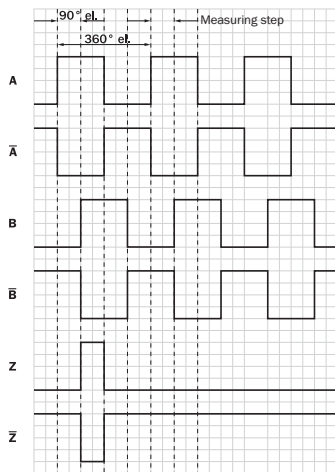 90° el.
Measuring step
360° el.
A
A̅
B
B̅
Z
Z̅